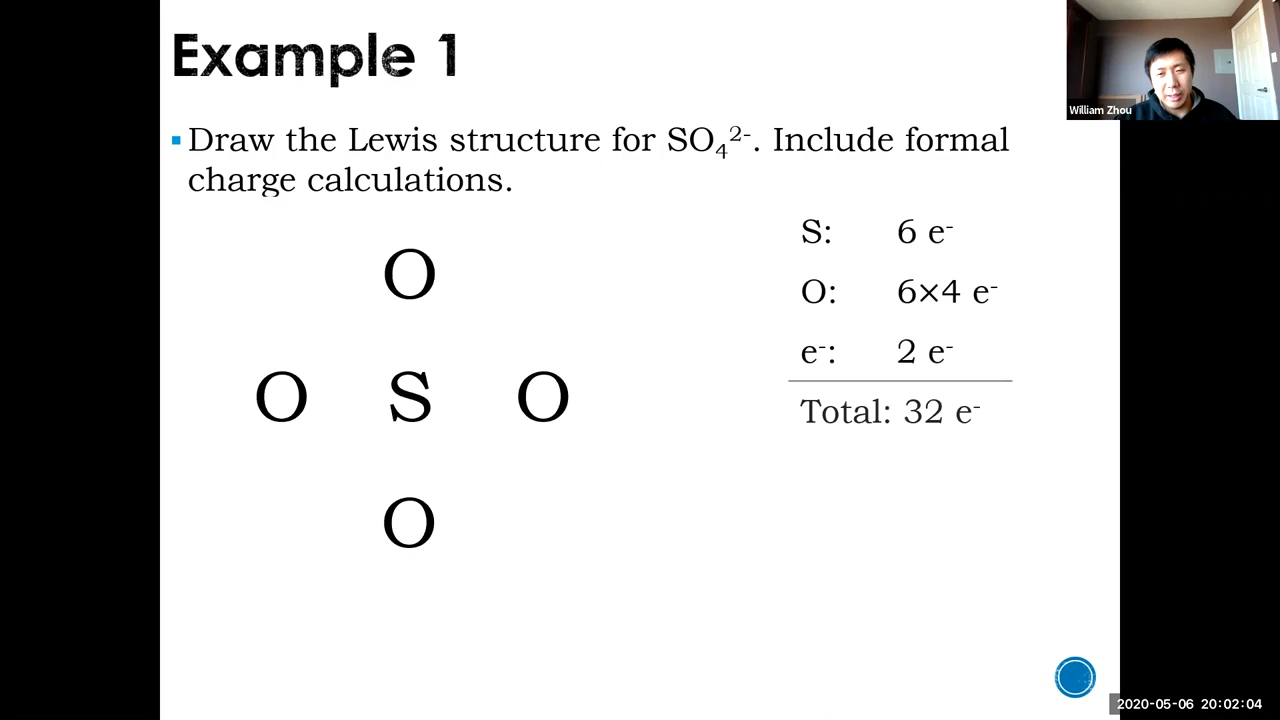 Example 1
William Zhou
▪ Draw the Lewis structure for SO₄²⁻. Include formal
charge calculations.
S: 6 e⁻
O
O: 6×4 e⁻
e⁻: 2 e⁻
O S O
Total: 32 e⁻
O
2020-05-06 20:02:04